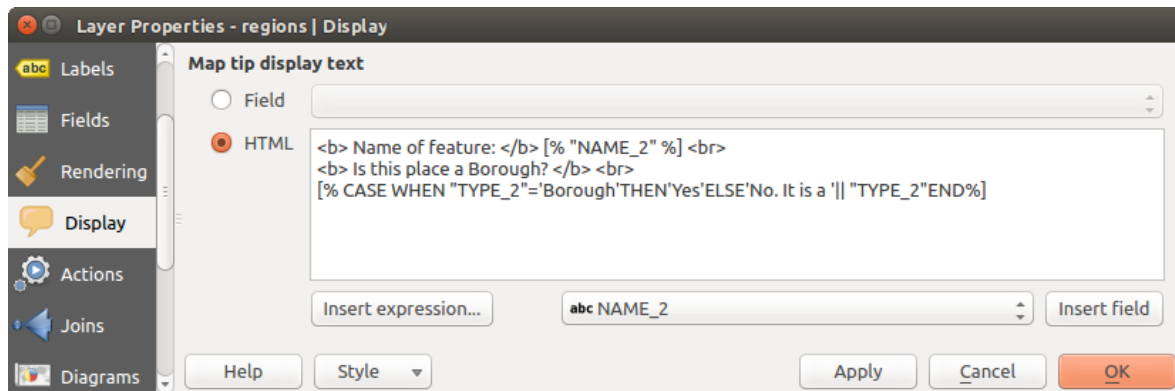 Layer Properties - regions | Display
abc Labels
Fields
Rendering
Display
Actions
Joins
Diagrams
Map tip display text
Field
HTML
<b> Name of feature: </b> [% "NAME_2" %] <br>
<b> Is this place a Borough? </b> <br>
[% CASE WHEN "TYPE_2"='Borough'THEN'Yes'ELSE'No. It is a '|| "TYPE_2"END%]
Insert expression...
abc NAME_2
Insert field
Help
Style
Apply
Cancel
OK